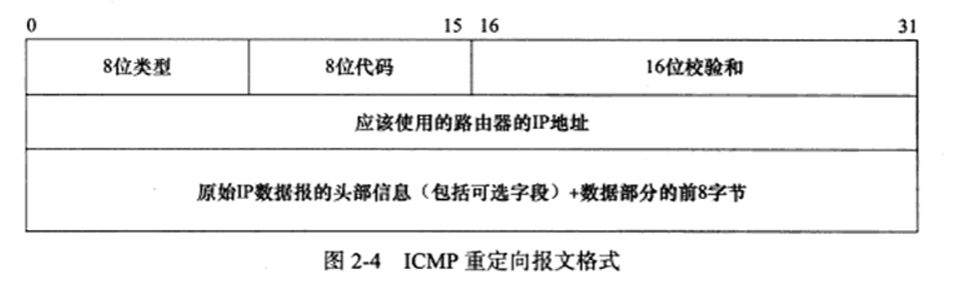 0 15 16 31
8位类型 8位代码 16位校验和
应该使用的路由器的IP地址
原始IP数据报的头部信息（包括可选字段）+数据部分的前8字节
图 2-4 ICMP 重定向报文格式